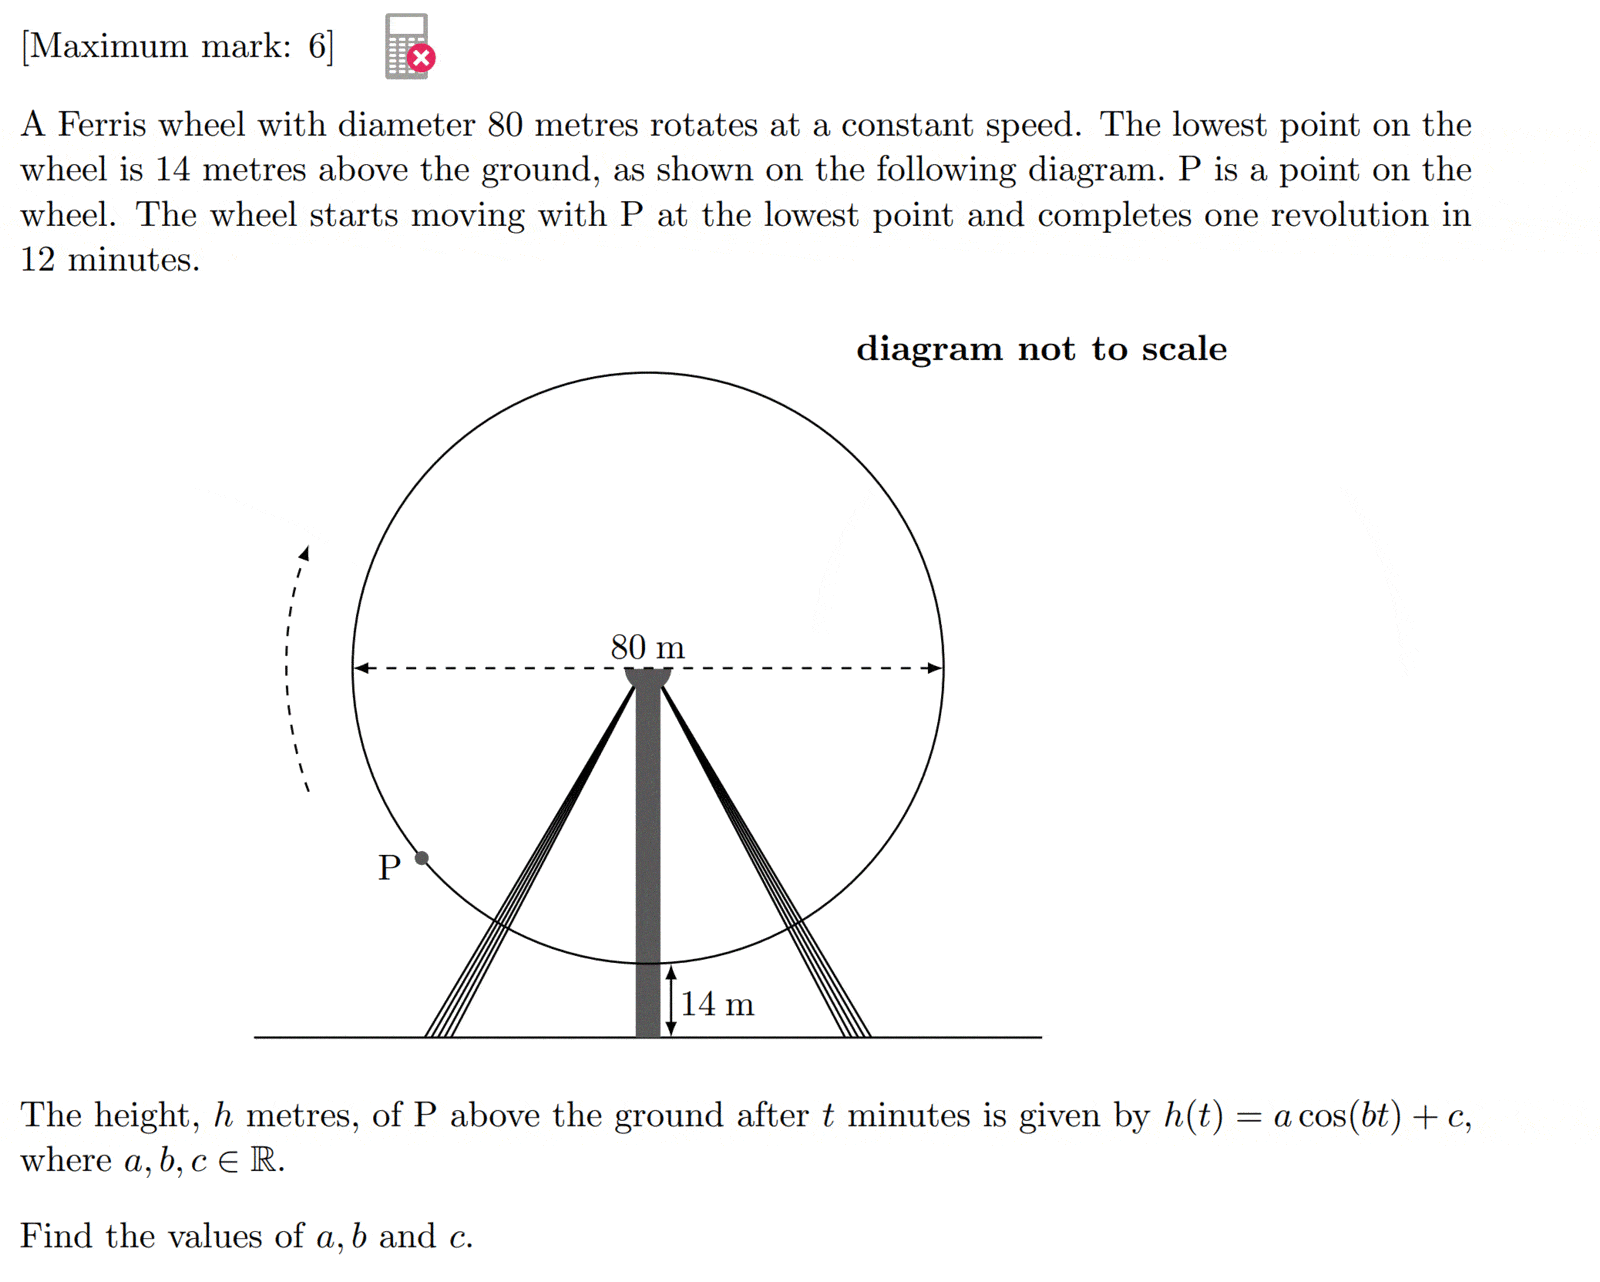 [Maximum mark: 6]
A Ferris wheel with diameter 80 metres rotates at a constant speed. The lowest point on the
wheel is 14 metres above the ground, as shown on the following diagram. P is a point on the
wheel. The wheel starts moving with P at the lowest point and completes one revolution in
12 minutes.
diagram not to scale
80 m
P
14 m
The height, h metres, of P above the ground after t minutes is given by h(t) = a cos(bt) + c,
where a, b, c ∈ ℝ.
Find the values of a, b and c.